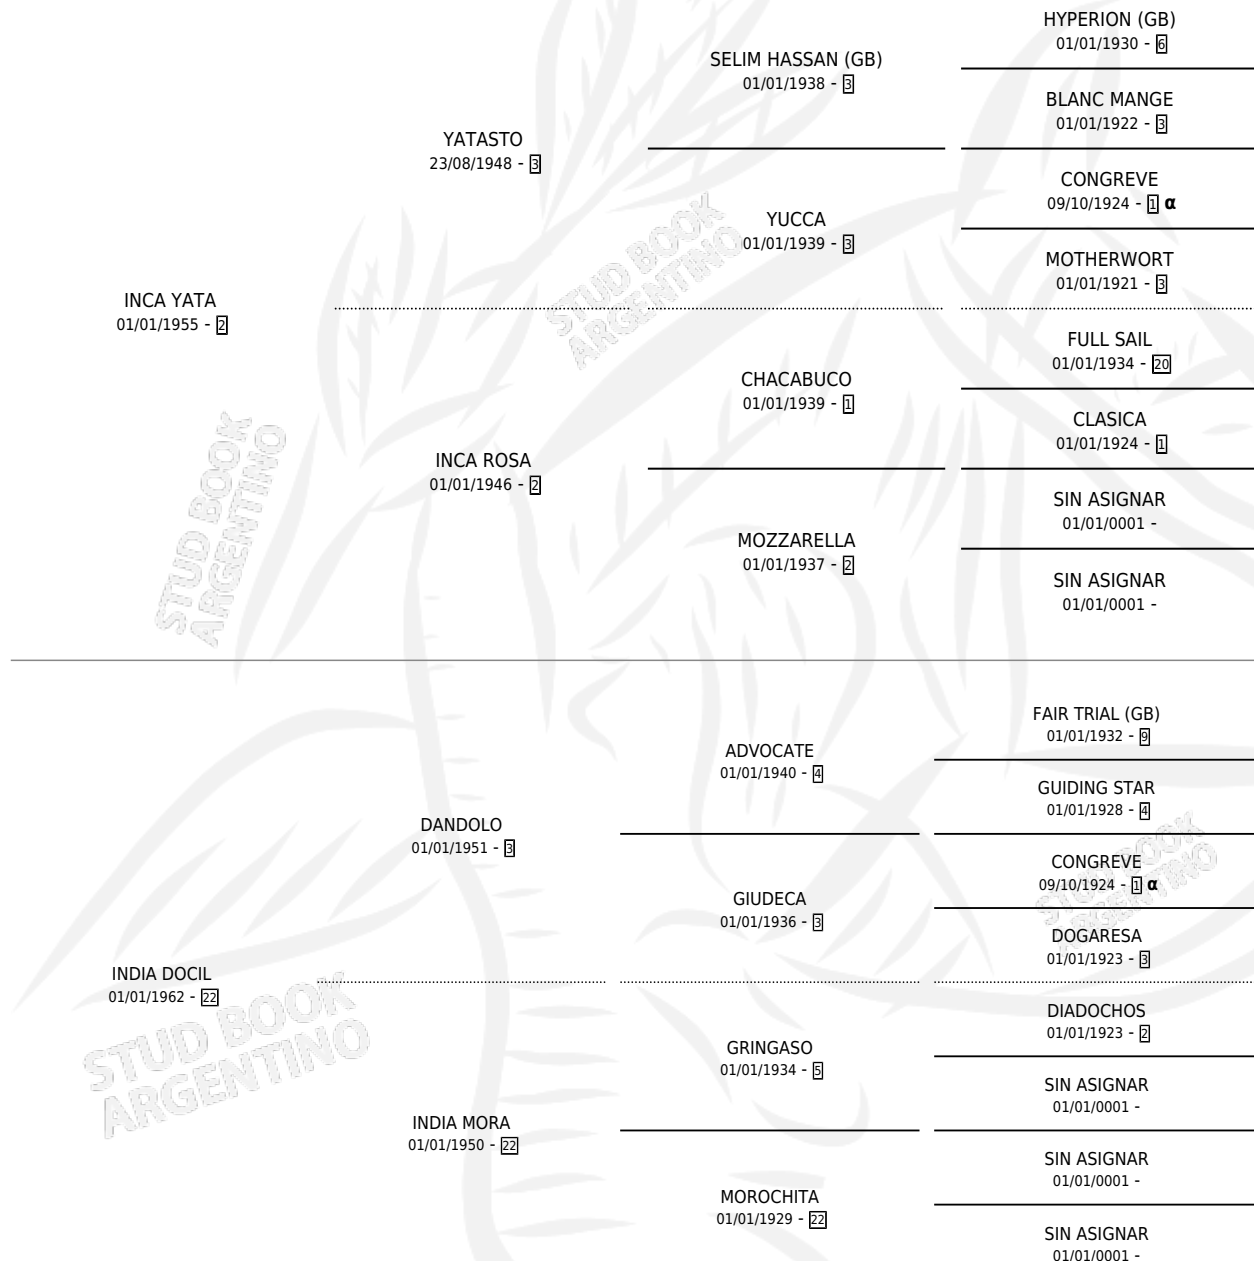 HYPERION (GB)
01/01/1930 - 6
SELIM HASSAN (GB)
01/01/1938 - 3
BLANC MANGE
01/01/1922 - 3
YATASTO
23/08/1948 - 3
CONGREVE
09/10/1924 - 1 α
YUCCA
01/01/1939 - 3
MOTHERWORT
01/01/1921 - 3
INCA YATA
01/01/1955 - 2
STUD BOOK
ARGENTINO
FULL SAIL
01/01/1934 - 20
CHACABUCO
01/01/1939 - 1
CLASICA
01/01/1924 - 1
INCA ROSA
01/01/1946 - 2
SIN ASIGNAR
01/01/0001 -
MOZZARELLA
01/01/1937 - 2
SIN ASIGNAR
01/01/0001 -
STUD BOOK
ARGENTINO
FAIR TRIAL (GB)
01/01/1932 - 9
ADVOCATE
01/01/1940 - 4
GUIDING STAR
01/01/1928 - 4
DANDOLO
01/01/1951 - 3
CONGREVE
09/10/1924 - 1 α
GIUDECA
01/01/1936 - 3
DOGARESA
01/01/1923 - 3
STUD BOOK
ARGENTINO
INDIA DOCIL
01/01/1962 - 22
DIADOCHOS
01/01/1923 - 2
GRINGASO
01/01/1934 - 5
SIN ASIGNAR
01/01/0001 -
STUD BOOK
ARGENTINO
INDIA MORA
01/01/1950 - 22
SIN ASIGNAR
01/01/0001 -
MOROCHITA
01/01/1929 - 22
SIN ASIGNAR
01/01/0001 -